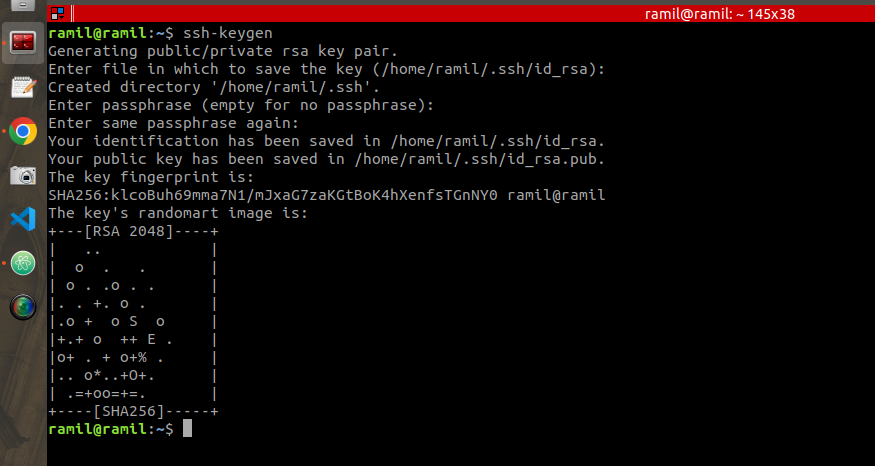 ramil@ramil: ~ 145x38
ramil@ramil:~$ ssh-keygen
Generating public/private rsa key pair.
Enter file in which to save the key (/home/ramil/.ssh/id_rsa):
Created directory '/home/ramil/.ssh'.
Enter passphrase (empty for no passphrase):
Enter same passphrase again:
Your identification has been saved in /home/ramil/.ssh/id_rsa.
Your public key has been saved in /home/ramil/.ssh/id_rsa.pub.
The key fingerprint is:
SHA256:klcoBuh69mma7N1/mJxaG7zaKGtBoK4hXenfsTGnNY0 ramil@ramil
The key's randomart image is:
+---[RSA 2048]----+
|   ..            |
|  o  .   .       |
| o . .o . .      |
|. . +. o .       |
|.o +  o S  o     |
|+.+ o  ++ E .    |
|o+ . + o+% .     |
|.. o*..+O+.      |
| .=+oo=+=.       |
+----[SHA256]-----+
ramil@ramil:~$